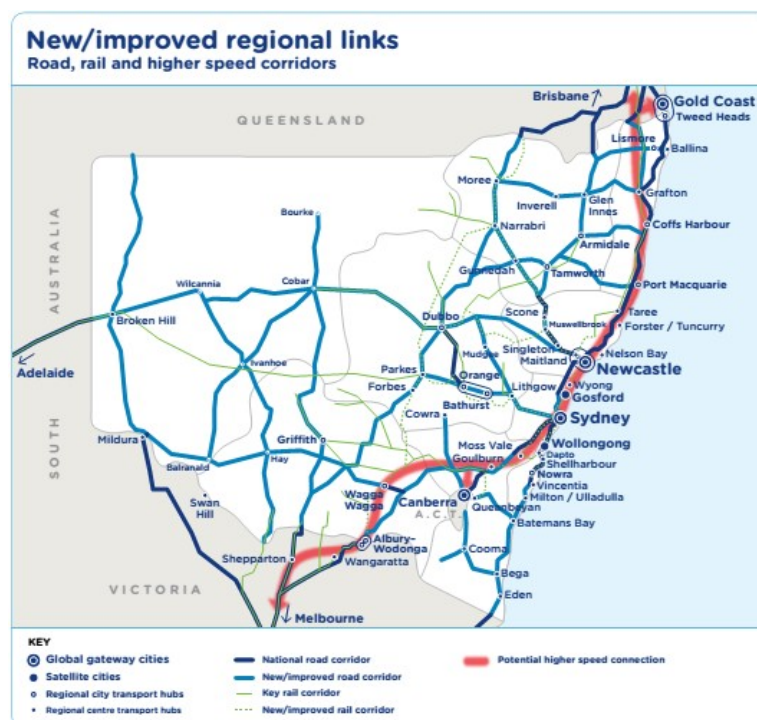 New/improved regional links
Road, rail and higher speed corridors
Brisbane
Gold Coast
Tweed Heads
QUEENSLAND
Lismore
Ballina
Moree
Inverell
Glen
Innes
Grafton
Bourke
Narrabri
Coffs Harbour
Armidale
SOUTH AUSTRALIA
Wilcannia
Cobar
Gunnedah
Tamworth
Port Macquarie
Broken Hill
Dubbo
Scone
Muswellbrook
Taree
Forster / Tuncurry
Adelaide
Ivanhoe
Parkes
Mudgee
Singleton
Maitland
Nelson Bay
Newcastle
Forbes
Orange
Bathurst
Lithgow
Wyong
Gosford
Cowra
Sydney
Mildura
Griffith
Moss Vale
Wollongong
Balranald
Hay
Goulburn
Dapto
Shellharbour
Nowra
Swan
Hill
Wagga
Wagga
Canberra
A.C.T.
Queanbeyan
Vincentia
Milton / Ulladulla
Batemans Bay
Albury–
Wodonga
Shepparton
Wangaratta
Cooma
Bega
VICTORIA
Eden
Melbourne
KEY
Global gateway cities
Satellite cities
Regional city transport hubs
Regional centre transport hubs
National road corridor
New/improved road corridor
Key rail corridor
New/improved rail corridor
Potential higher speed connection